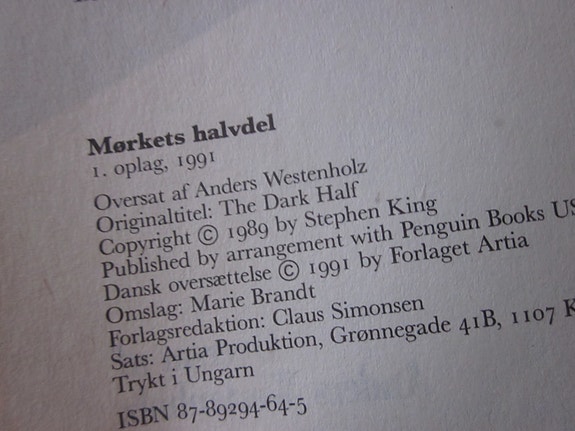 Mørkets halvdel
1. oplag, 1991
Oversat af Anders Westenholz
Originaltitel: The Dark Half
Copyright © 1989 by Stephen King
Published by arrangement with Penguin Books US
Dansk oversættelse © 1991 by Forlaget Artia
Omslag: Marie Brandt
Forlagsredaktion: Claus Simonsen
Sats: Artia Produktion, Grønnegade 41B, 1107 K
Trykt i Ungarn
ISBN 87-89294-64-5